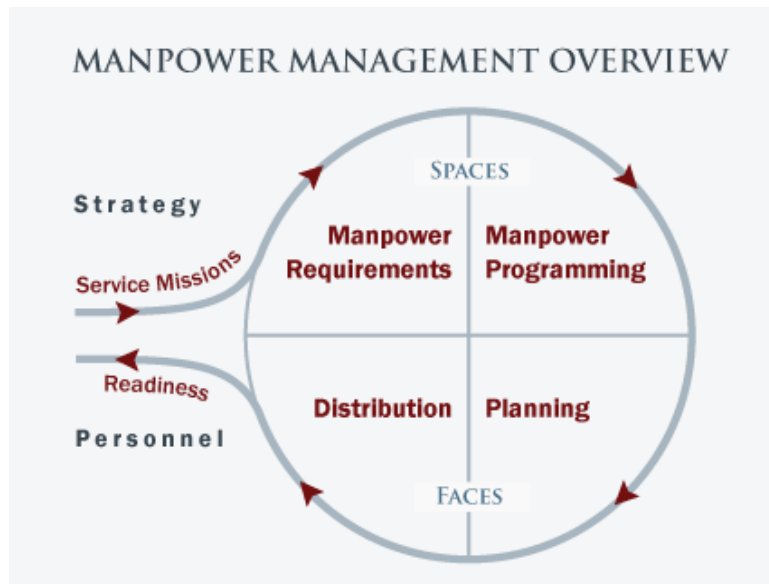 MANPOWER MANAGEMENT OVERVIEW
SPACES
Strategy
Manpower
Requirements
Manpower
Programming
Service Missions
Readiness
Distribution
Planning
Personnel
FACES